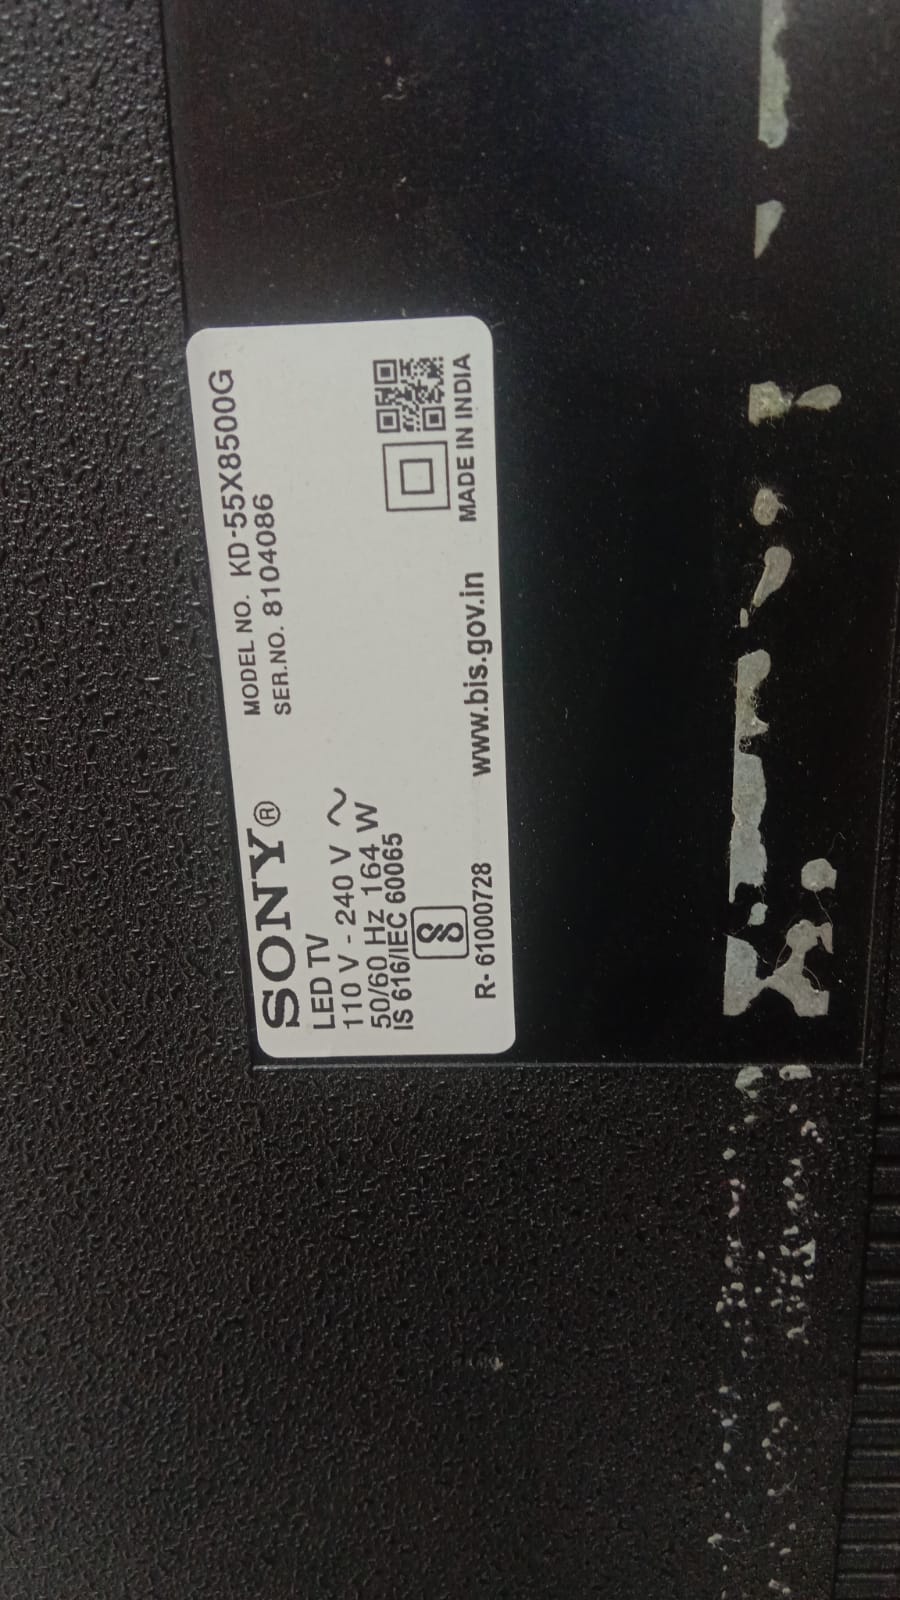 SONY®
MODEL NO. KD-55X8500G
SER.NO. 8104086
LED TV
110 V - 240 V ~
50/60 Hz 164 W
IS 616/IEC 60065
R- 61000728
www.bis.gov.in
MADE IN INDIA